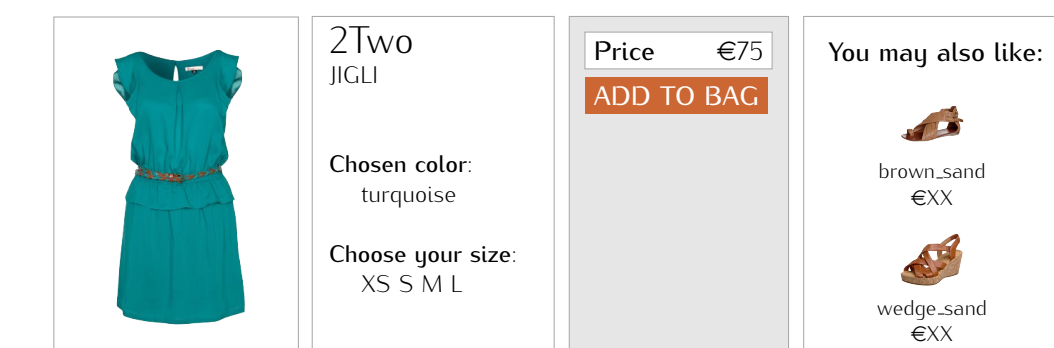 2Two
JIGLI
Chosen color:
turquoise
Choose your size:
XS S M L
Price €75
ADD TO BAG
You may also like:
brown_sand
€XX
wedge_sand
€XX